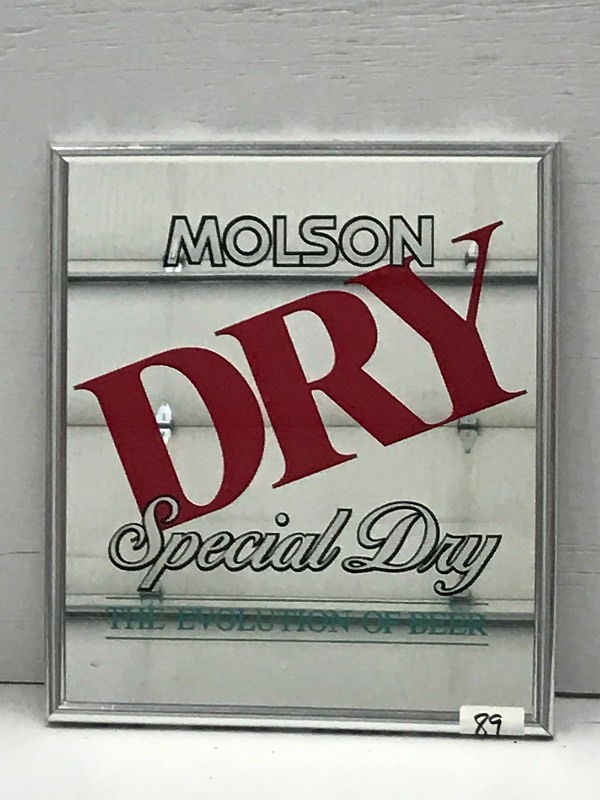 MOLSON
DRY
Special Dry
THE EVOLUTION OF BEER
89